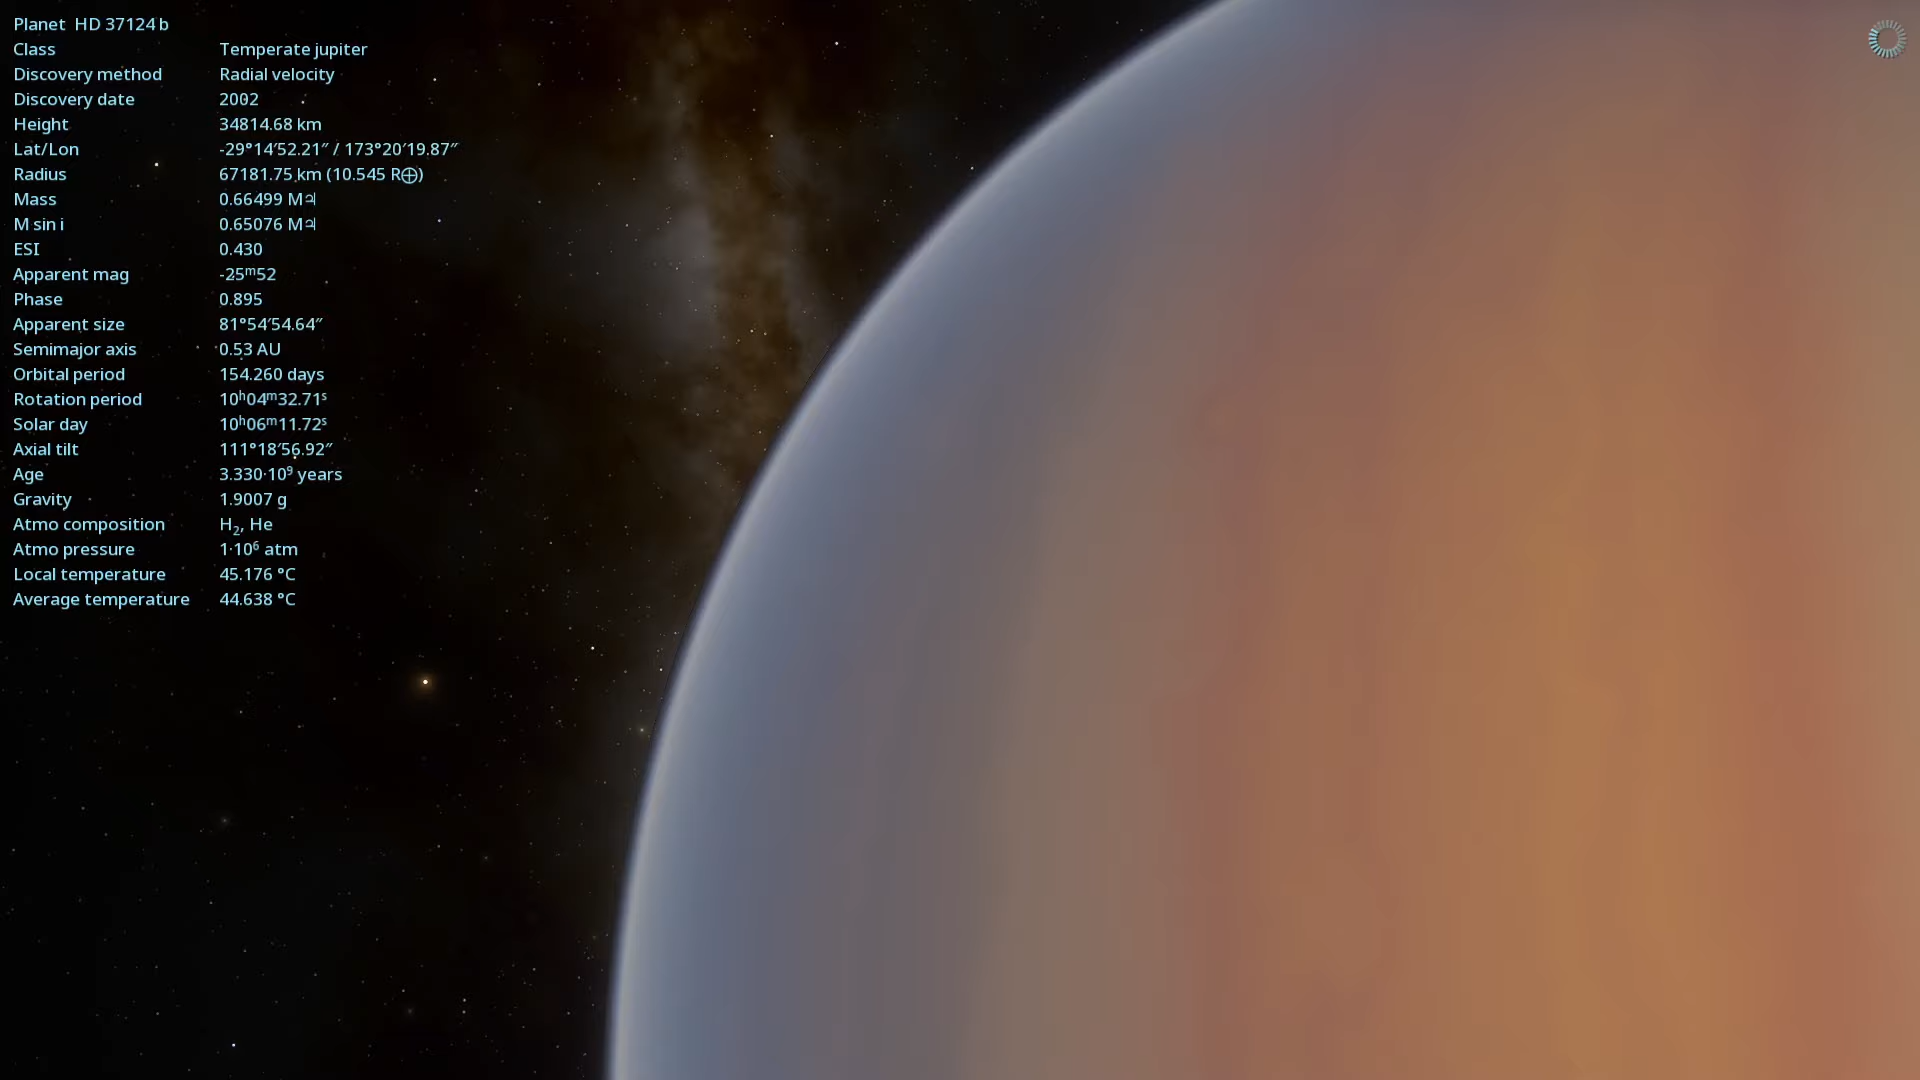 Planet HD 37124 b
Class Temperate jupiter
Discovery method Radial velocity
Discovery date 2002
Height 34814.68 km
Lat/Lon -29°14′52.21″ / 173°20′19.87″
Radius 67181.75 km (10.545 R⊕)
Mass 0.66499 M♃
M sin i 0.65076 M♃
ESI 0.430
Apparent mag -25ᵐ52
Phase 0.895
Apparent size 81°54′54.64″
Semimajor axis 0.53 AU
Orbital period 154.260 days
Rotation period 10ʰ04ᵐ32.71ˢ
Solar day 10ʰ06ᵐ11.72ˢ
Axial tilt 111°18′56.92″
Age 3.330·10⁹ years
Gravity 1.9007 g
Atmo composition H₂, He
Atmo pressure 1·10⁶ atm
Local temperature 45.176 °C
Average temperature 44.638 °C